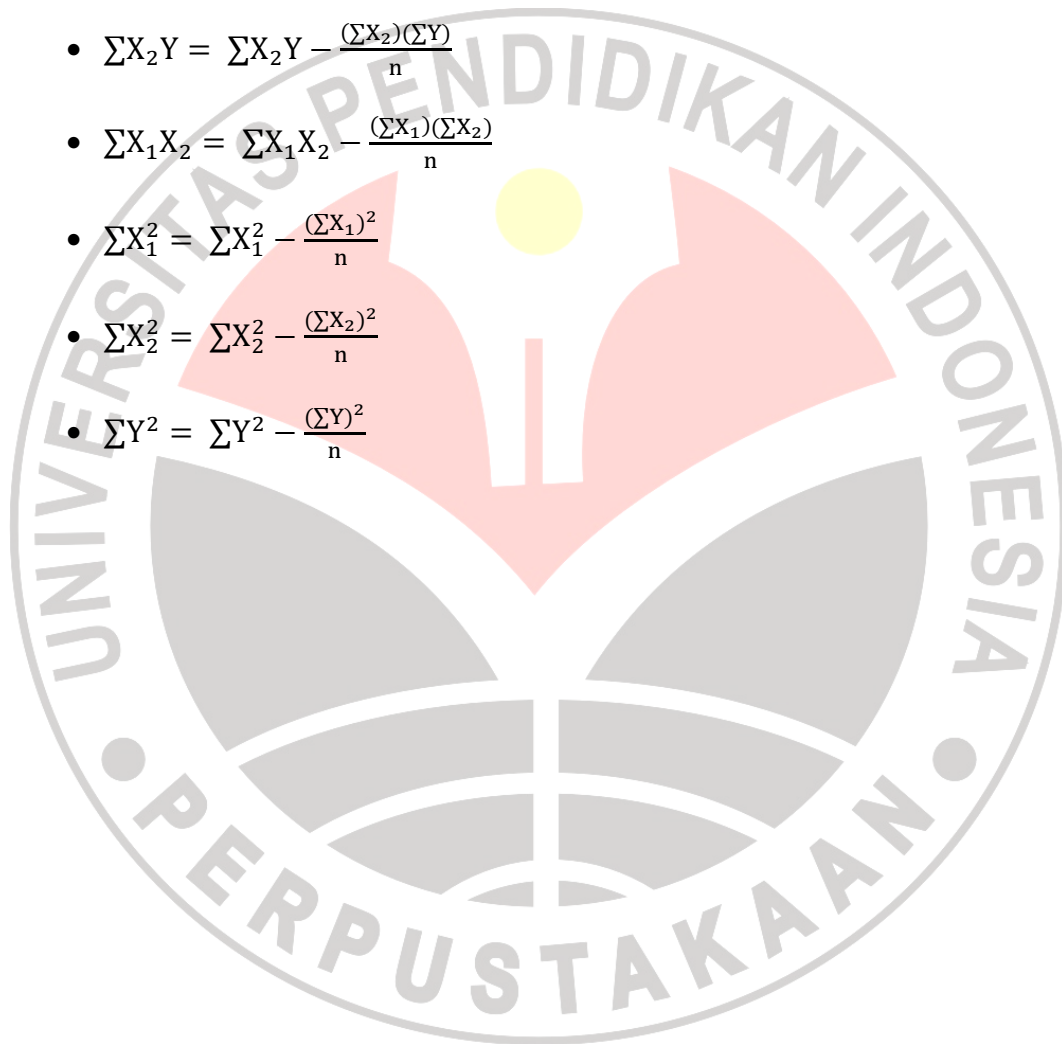 • ∑X₂Y = ∑X₂Y − (∑X₂)(∑Y)/n
• ∑X₁X₂ = ∑X₁X₂ − (∑X₁)(∑X₂)/n
• ∑X₁² = ∑X₁² − (∑X₁)²/n
• ∑X₂² = ∑X₂² − (∑X₂)²/n
• ∑Y² = ∑Y² − (∑Y)²/n
UNIVERSITAS PENDIDIKAN INDONESIA
PERPUSTAKAAN